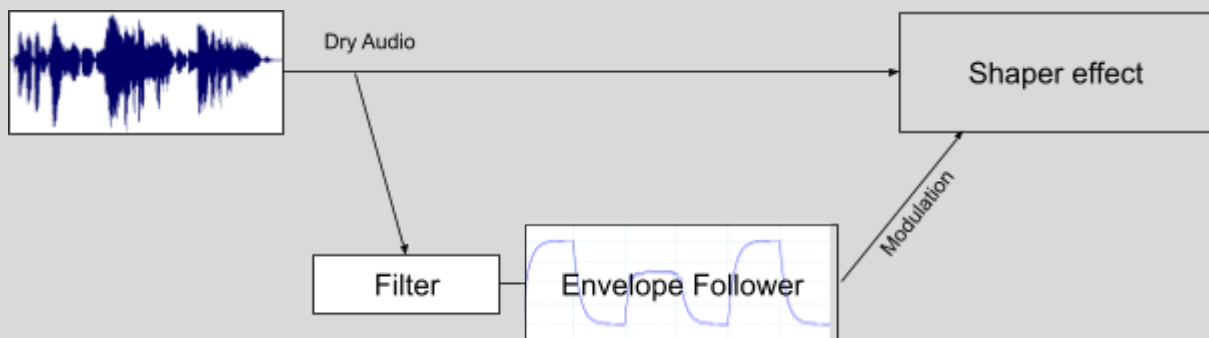 Dry Audio
Shaper effect
Modulation
Filter
Envelope Follower